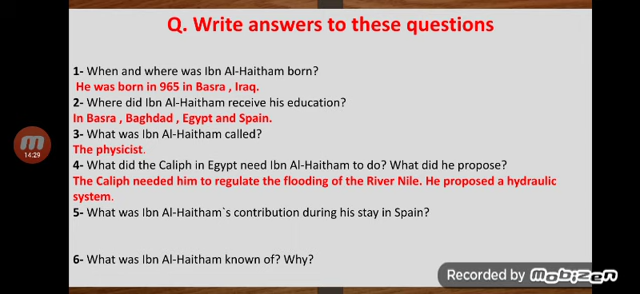 Q. Write answers to these questions
1- When and where was Ibn Al-Haitham born?
He was born in 965 in Basra , Iraq.
2- Where did Ibn Al-Haitham receive his education?
In Basra , Baghdad , Egypt and Spain.
3- What was Ibn Al-Haitham called?
The physicist.
4- What did the Caliph in Egypt need Ibn Al-Haitham to do? What did he propose?
The Caliph needed him to regulate the flooding of the River Nile. He proposed a hydraulic
system.
5- What was Ibn Al-Haitham`s contribution during his stay in Spain?
6- What was Ibn Al-Haitham known of? Why?
14:29
Recorded by Mobizen